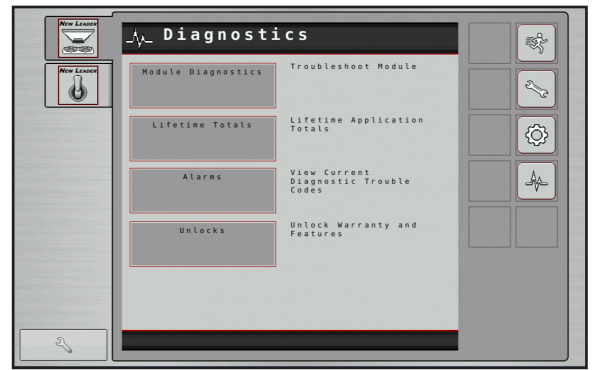 NEW LEADER
NEW LEADER
Diagnostics
Module Diagnostics
Troubleshoot Module
Lifetime Totals
Lifetime Application
Totals
Alarms
View Current
Diagnostic Trouble
Codes
Unlocks
Unlock Warranty and
Features